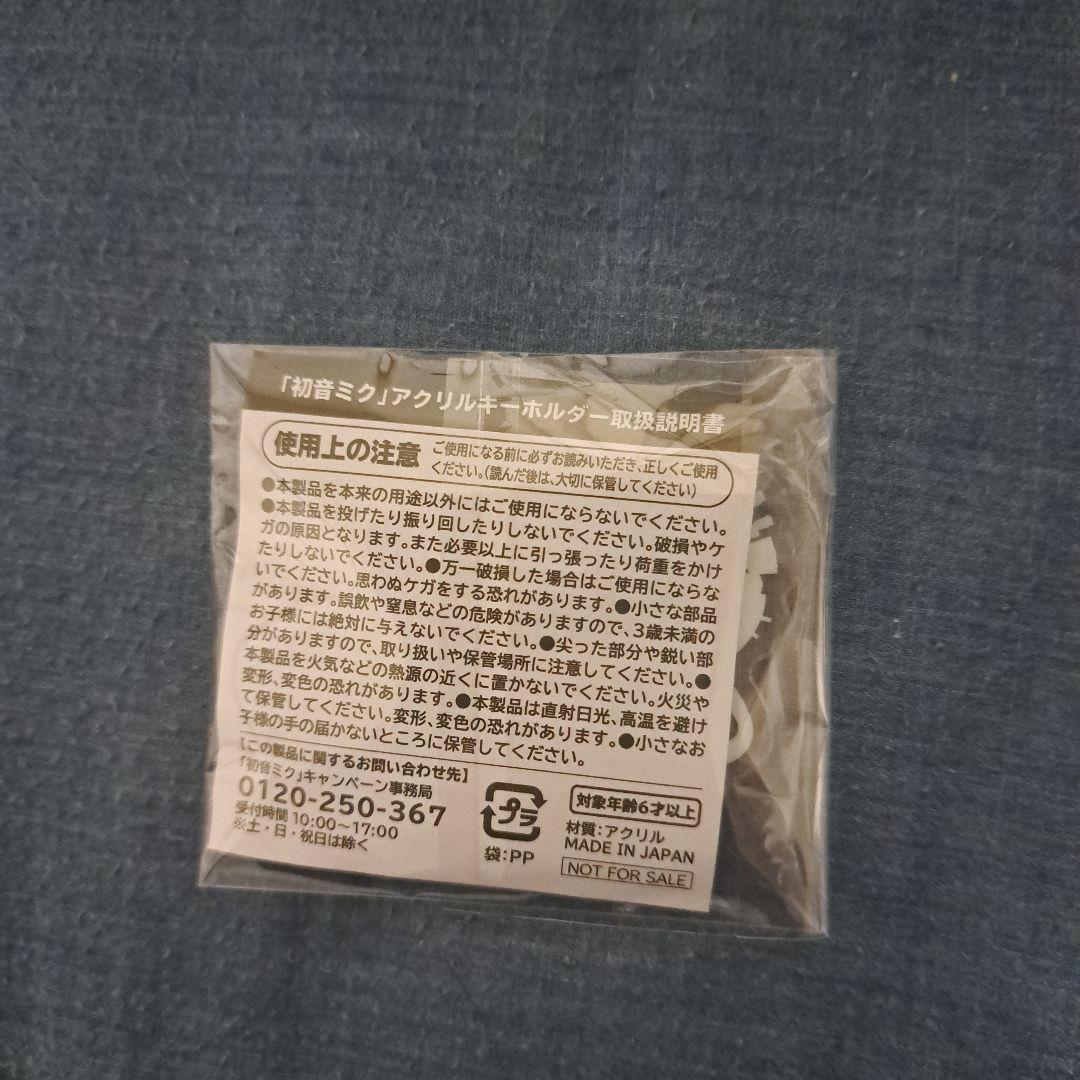 「初音ミク」アクリルキーホルダー取扱説明書
使用上の注意
ご使用になる前に必ずお読みいただき、正しくご使用
ください。(読んだ後は、大切に保管してください)
●本製品を本来の用途以外にはご使用にならないでください。
●本製品を投げたり振り回したりしないでください。破損やケ
ガの原因となります。また必要以上に引っ張ったり荷重をかけ
たりしないでください。●万一破損した場合はご使用にならな
いでください。思わぬケガをする恐れがあります。●小さな部品
があります。誤飲や窒息などの危険がありますので、3歳未満の
お子様には絶対に与えないでください。●尖った部分や鋭い部
分がありますので、取り扱いや保管場所に注意してください。●
本製品を火気などの熱源の近くに置かないでください。火災や
変形、変色の恐れがあります。●本製品は直射日光、高温を避け
て保管してください。変形、変色の恐れがあります。●小さなお
子様の手の届かないところに保管してください。
【この製品に関するお問い合わせ先】
「初音ミク」キャンペーン事務局
0120-250-367
受付時間 10:00〜17:00
※土・日・祝日は除く
プラ
袋:PP
対象年齢6才以上
材質:アクリル
MADE IN JAPAN
NOT FOR SALE